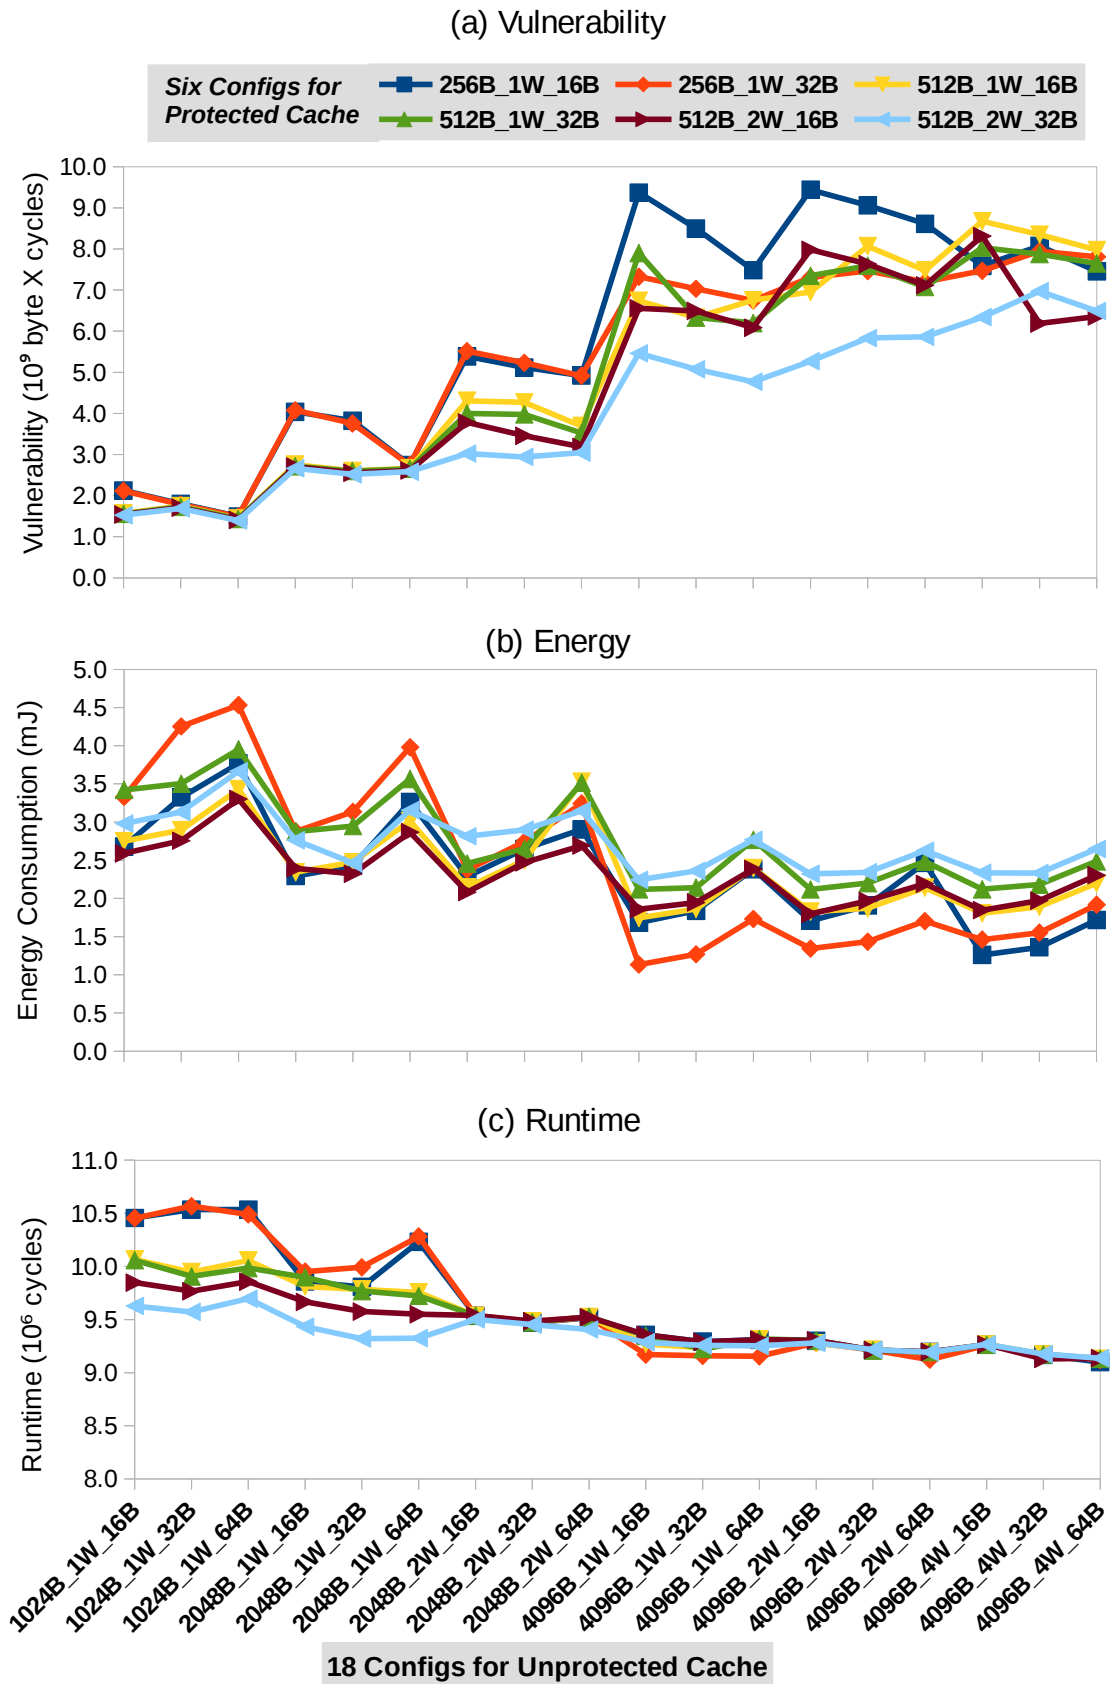 (a) Vulnerability
Six Configs for
Protected Cache
256B_1W_16B 256B_1W_32B 512B_1W_16B
512B_1W_32B 512B_2W_16B 512B_2W_32B
Vulnerability (10⁹ byte X cycles)
10.0
9.0
8.0
7.0
6.0
5.0
4.0
3.0
2.0
1.0
0.0
(b) Energy
Energy Consumption (mJ)
5.0
4.5
4.0
3.5
3.0
2.5
2.0
1.5
1.0
0.5
0.0
(c) Runtime
Runtime (10⁶ cycles)
11.0
10.5
10.0
9.5
9.0
8.5
8.0
1024B_1W_16B
1024B_1W_32B
1024B_1W_64B
2048B_1W_16B
2048B_1W_32B
2048B_1W_64B
2048B_2W_16B
2048B_2W_32B
2048B_2W_64B
4096B_1W_16B
4096B_1W_32B
4096B_1W_64B
4096B_2W_16B
4096B_2W_32B
4096B_2W_64B
4096B_4W_16B
4096B_4W_32B
4096B_4W_64B
18 Configs for Unprotected Cache